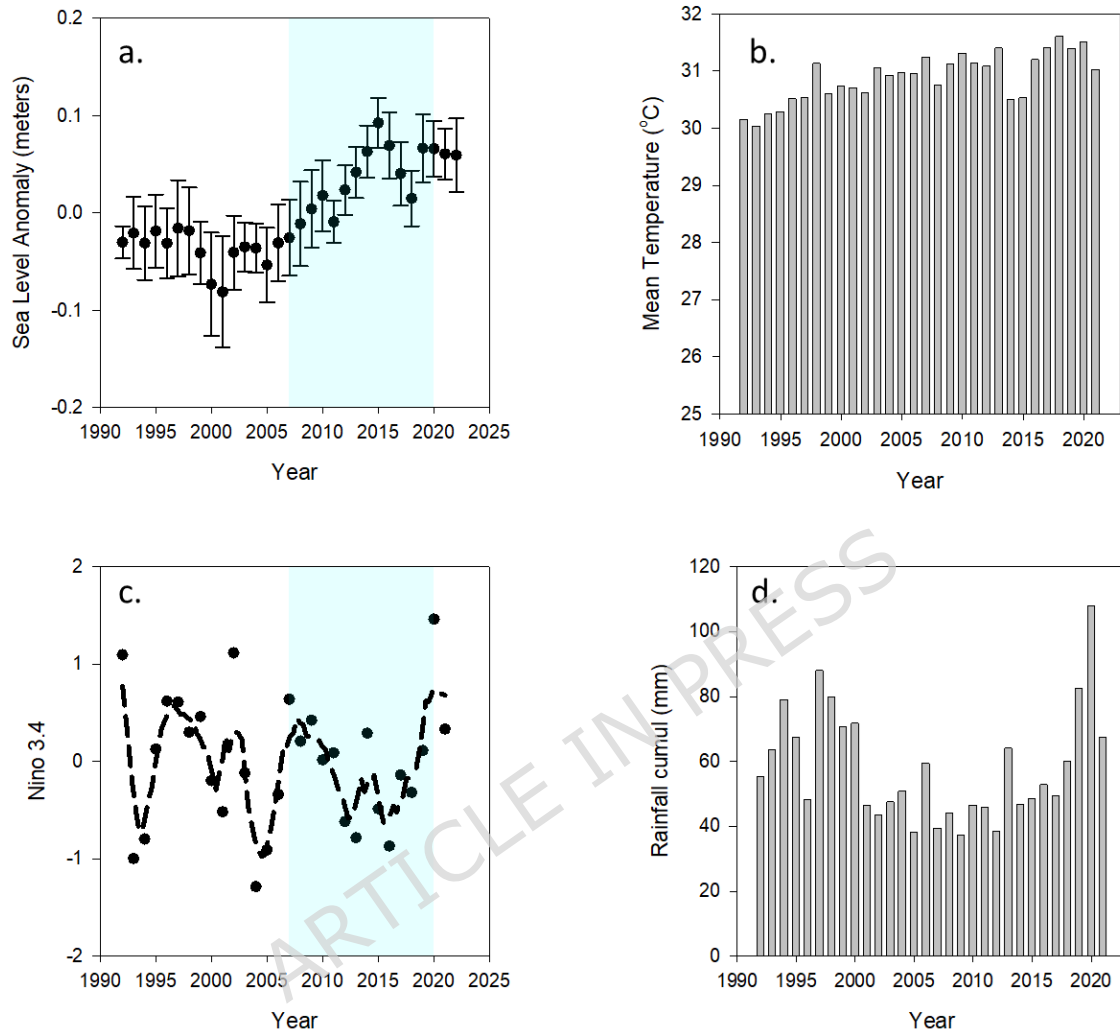 a.
Sea Level Anomaly (meters)
0.2
0.1
0.0
-0.1
-0.2
1990 1995 2000 2005 2010 2015 2020 2025
Year
b.
Mean Temperature (°C)
32
31
30
29
28
27
26
25
1990 1995 2000 2005 2010 2015 2020
Year
c.
Nino 3.4
2
1
0
-1
-2
1990 1995 2000 2005 2010 2015 2020 2025
Year
d.
Rainfall cumul (mm)
120
100
80
60
40
20
0
1990 1995 2000 2005 2010 2015 2020
Year
ARTICLE IN PRESS